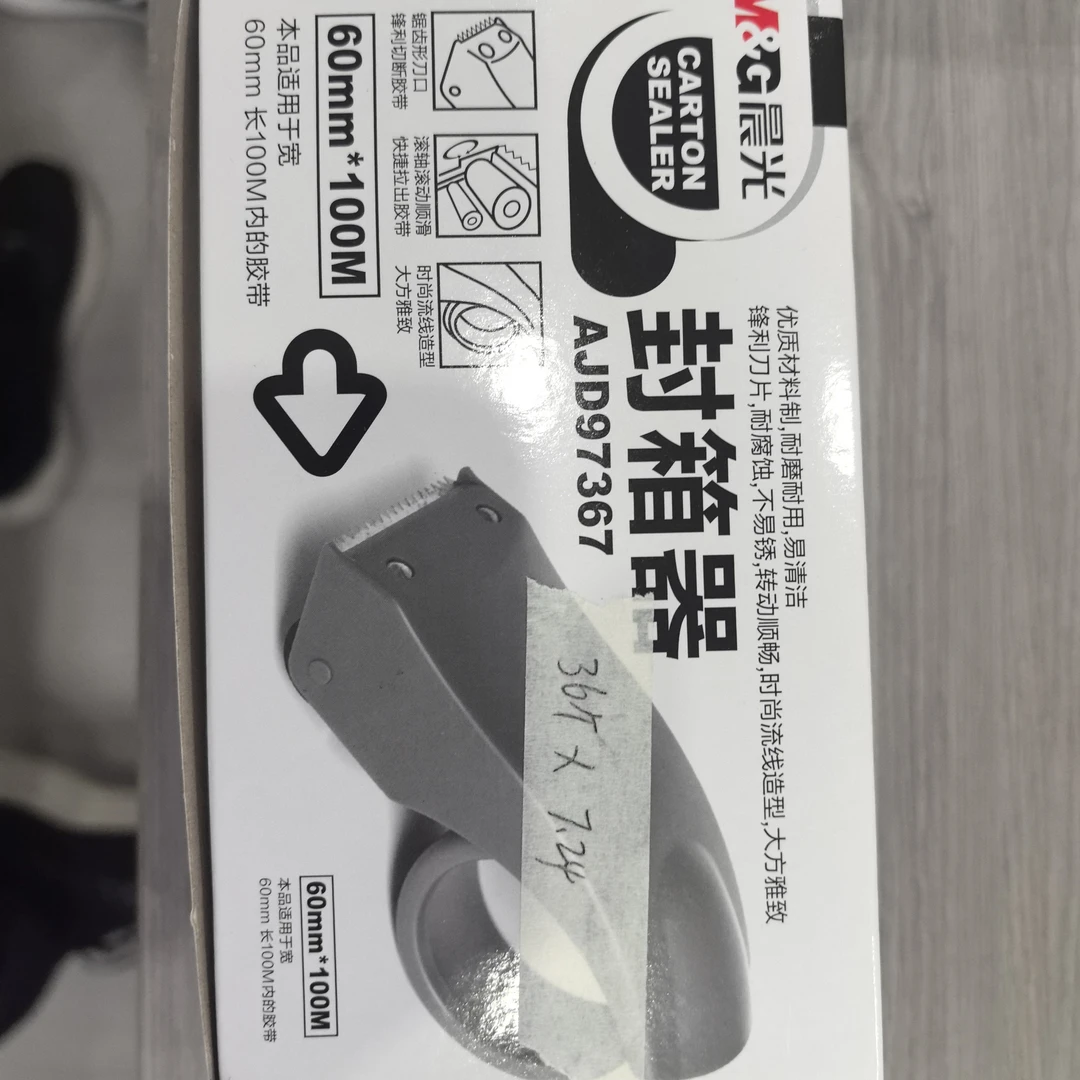 M&G晨光
CARTON
SEALER
封箱器
AJD97367
优质材料制,耐磨耐用,易清洁
锋利刀片,耐腐蚀,不易锈,转动顺畅,时尚流线造型,大方雅致
锯齿形刀口
锋利切断胶带
滚轴滚动顺滑
快捷拉出胶带
时尚流线造型
大方雅致
60mm*100M
本品适用于宽
60mm 长100M内的胶带
36个 x 7.24
60mm*100M
本品适用于宽
60mm 长100M内的胶带